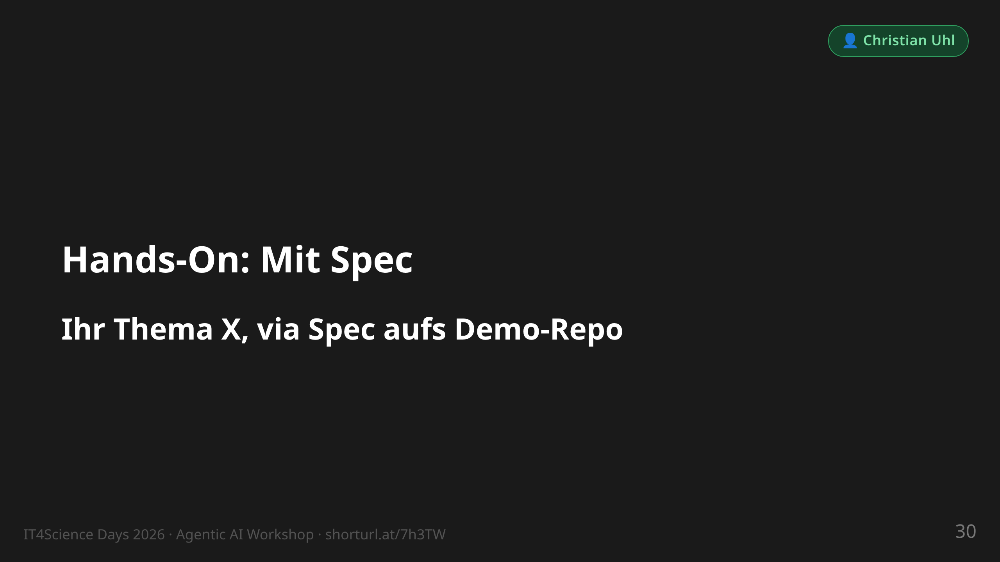 Christian Uhl
Hands-On: Mit Spec
Ihr Thema X, via Spec aufs Demo-Repo
IT4Science Days 2026 · Agentic AI Workshop · shorturl.at/7h3TW
30